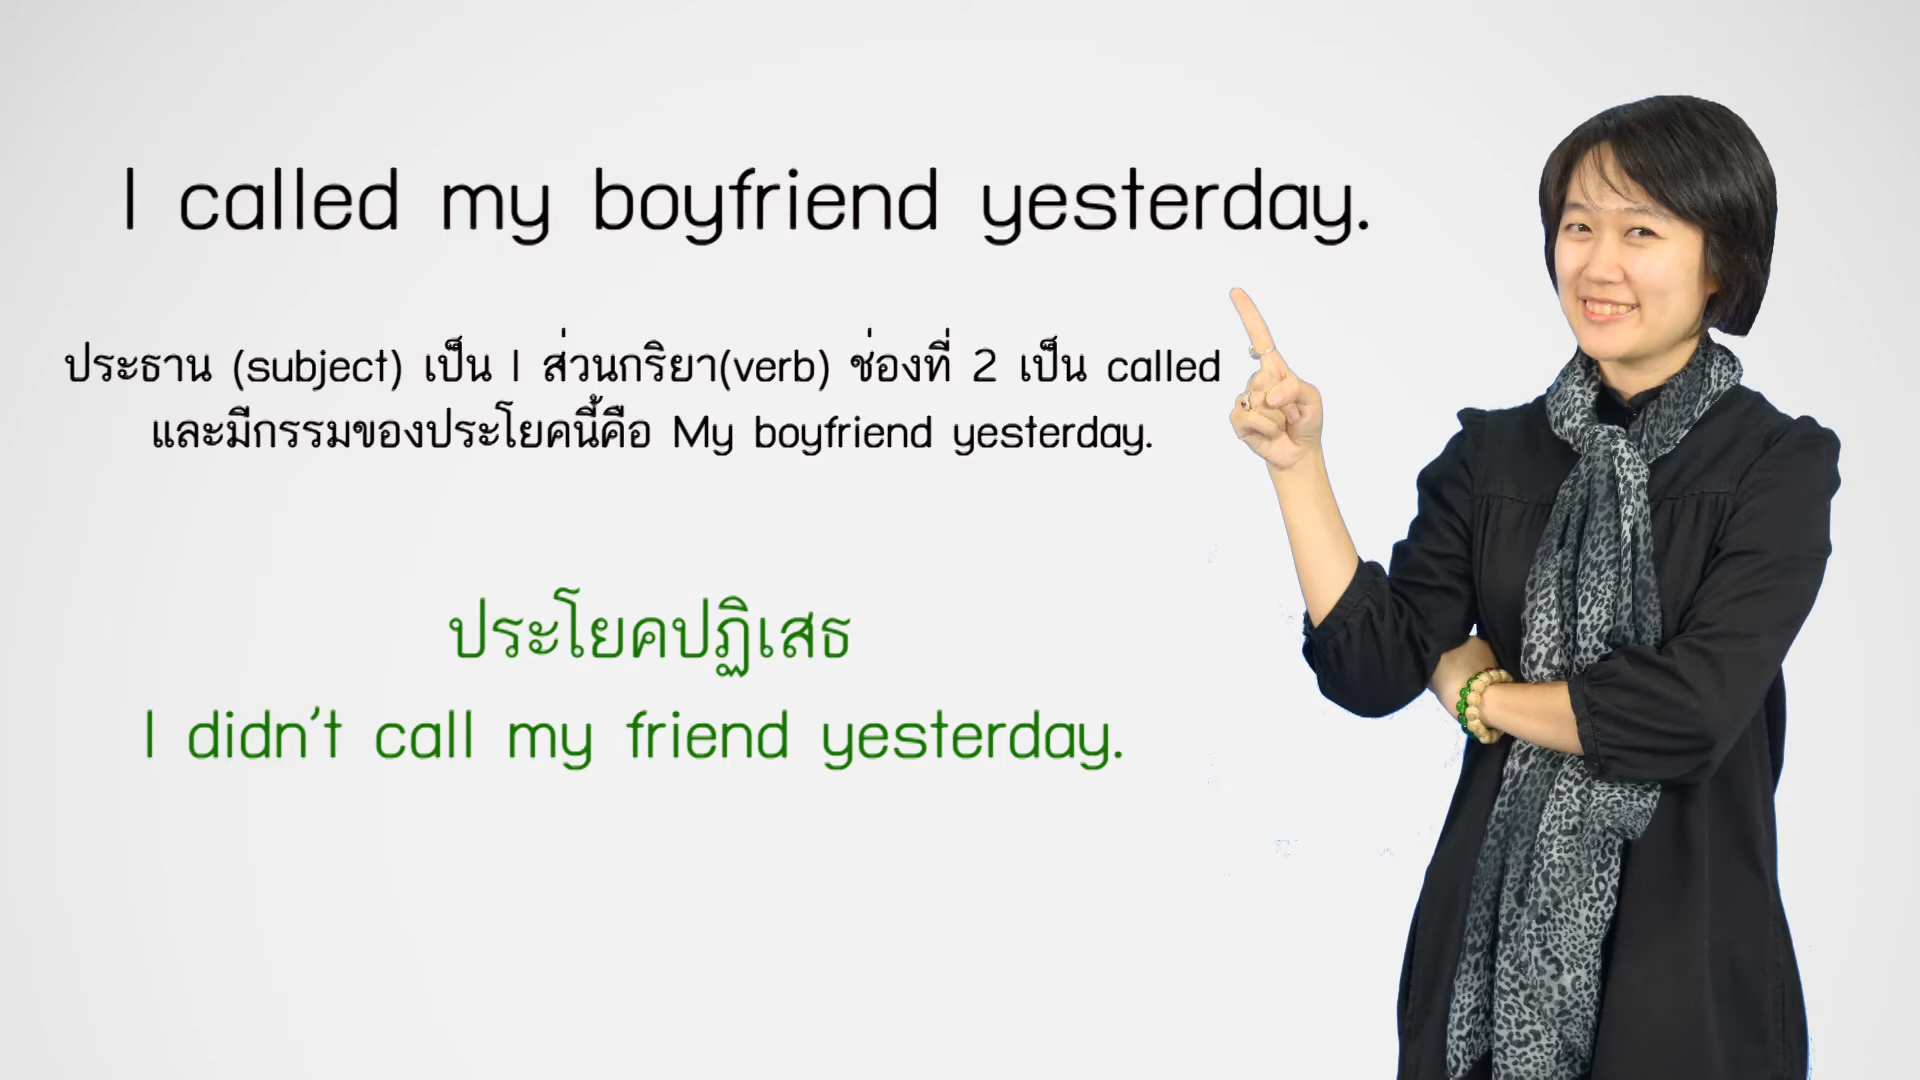 I called my boyfriend yesterday.
ประธาน (subject) เป็น I ส่วนกริยา(verb) ช่องที่ 2 เป็น called
และมีกรรมของประโยคนี้คือ My boyfriend yesterday.
ประโยคปฏิเสธ
I didn't call my friend yesterday.